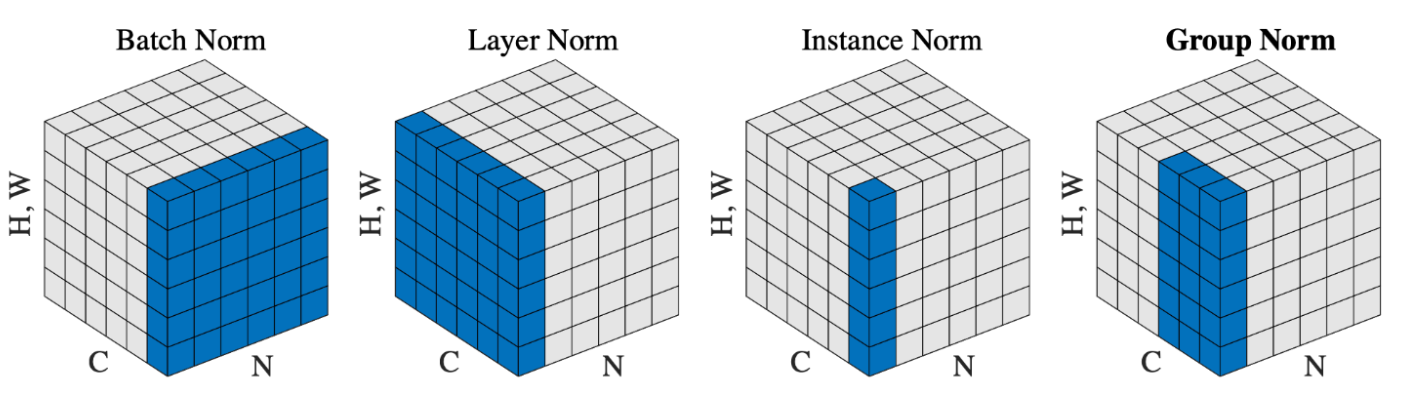 Batch Norm
H, W
C
N
Layer Norm
H, W
C
N
Instance Norm
H, W
C
N
Group Norm
H, W
C
N